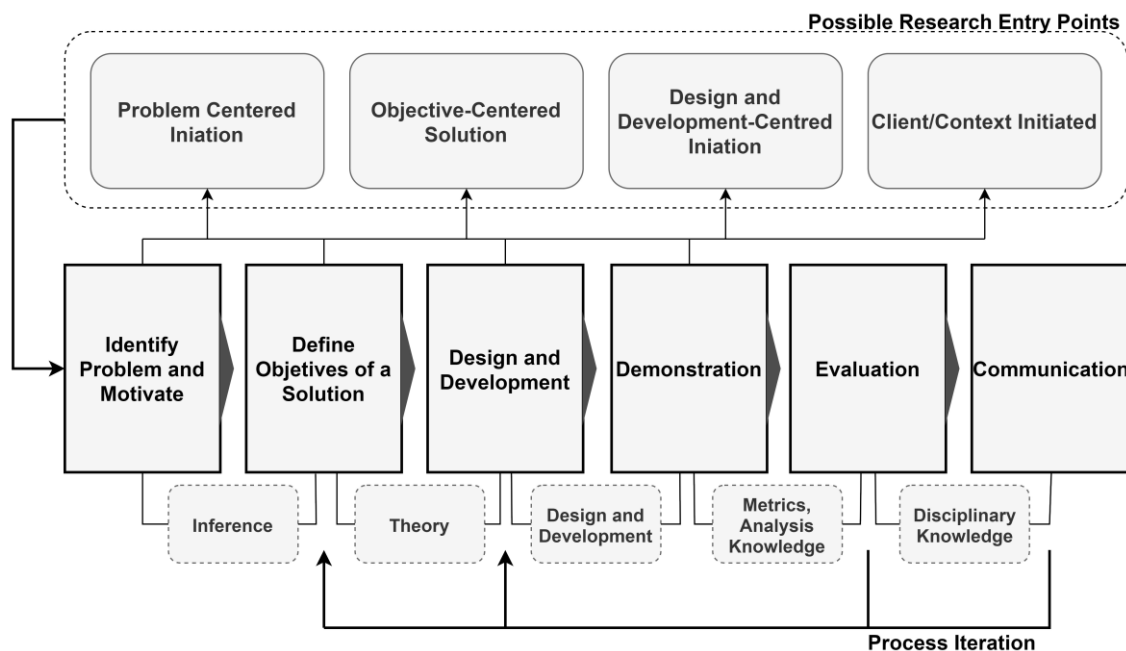 Possible Research Entry Points
Problem Centered
Iniation
Objective-Centered
Solution
Design and
Development-Centred
Iniation
Client/Context Initiated
Identify
Problem and
Motivate
Define
Objetives of a
Solution
Design and
Development
Demonstration
Evaluation
Communication
Inference
Theory
Design and
Development
Metrics,
Analysis
Knowledge
Disciplinary
Knowledge
Process Iteration